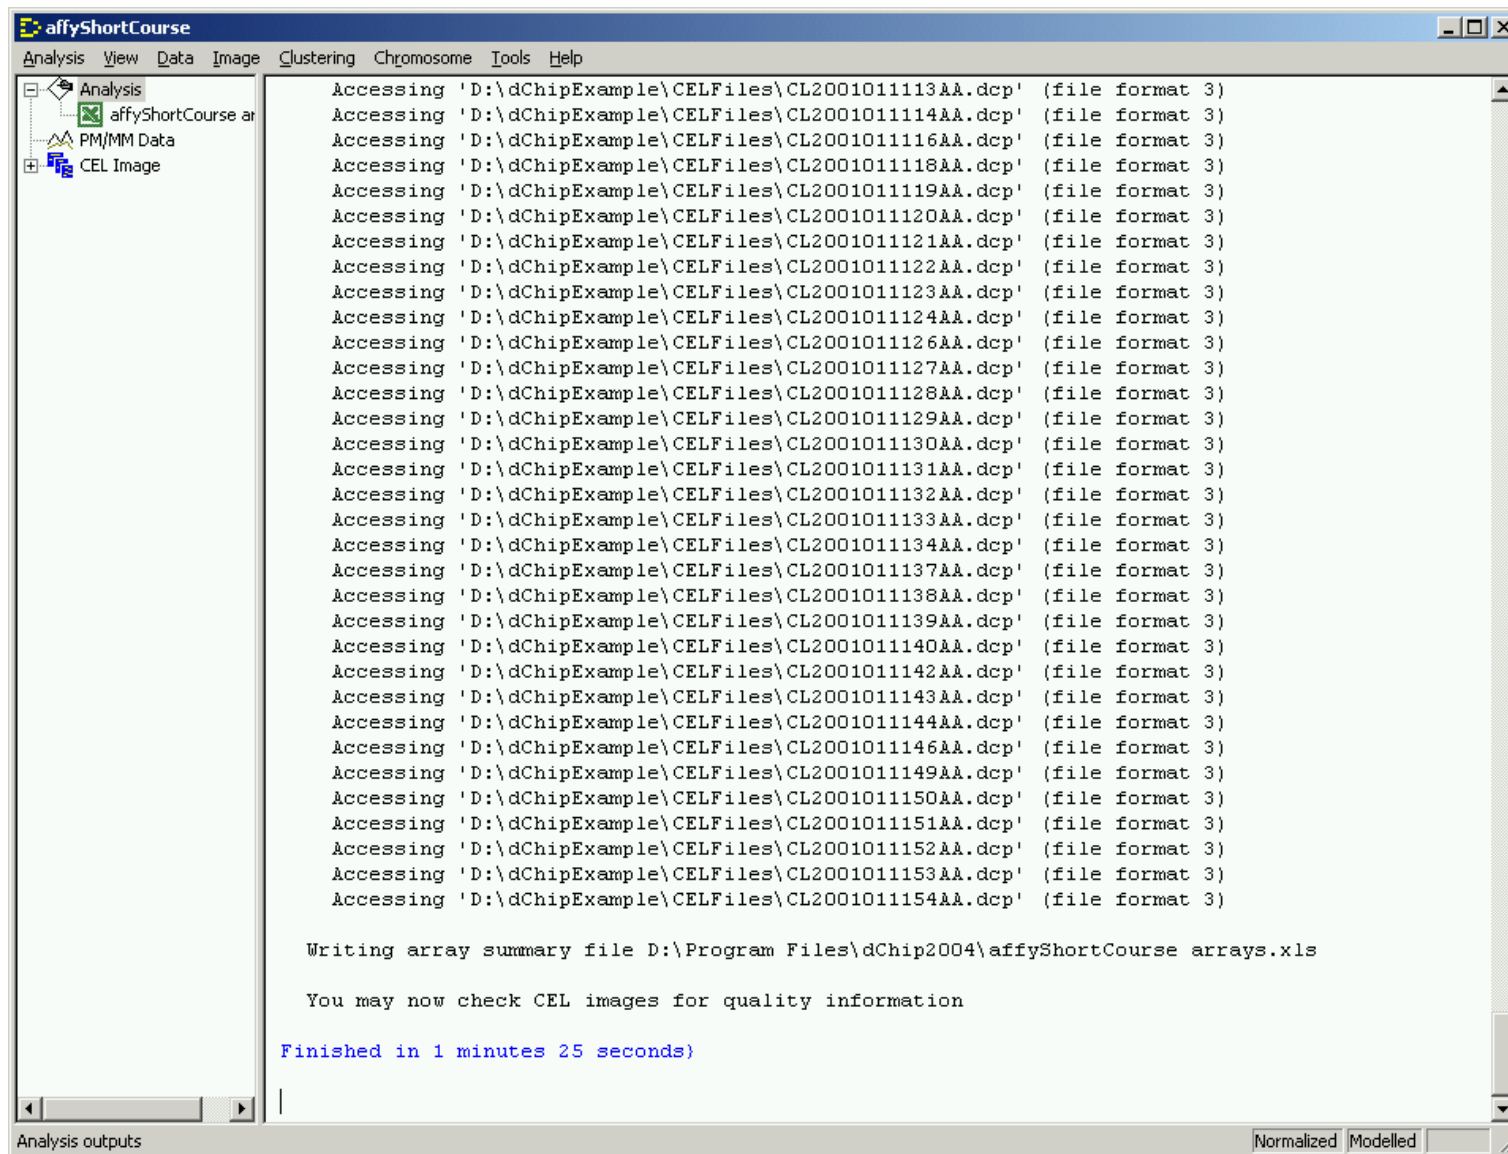 affyShortCourse
Analysis View Data Image Clustering Chromosome Tools Help
Analysis
affyShortCourse ar
PM/MM Data
CEL Image
Accessing 'D:\dChipExample\CELFiles\CL2001011113AA.dcp' (file format 3)
Accessing 'D:\dChipExample\CELFiles\CL2001011114AA.dcp' (file format 3)
Accessing 'D:\dChipExample\CELFiles\CL2001011116AA.dcp' (file format 3)
Accessing 'D:\dChipExample\CELFiles\CL2001011118AA.dcp' (file format 3)
Accessing 'D:\dChipExample\CELFiles\CL2001011119AA.dcp' (file format 3)
Accessing 'D:\dChipExample\CELFiles\CL2001011120AA.dcp' (file format 3)
Accessing 'D:\dChipExample\CELFiles\CL2001011121AA.dcp' (file format 3)
Accessing 'D:\dChipExample\CELFiles\CL2001011122AA.dcp' (file format 3)
Accessing 'D:\dChipExample\CELFiles\CL2001011123AA.dcp' (file format 3)
Accessing 'D:\dChipExample\CELFiles\CL2001011124AA.dcp' (file format 3)
Accessing 'D:\dChipExample\CELFiles\CL2001011126AA.dcp' (file format 3)
Accessing 'D:\dChipExample\CELFiles\CL2001011127AA.dcp' (file format 3)
Accessing 'D:\dChipExample\CELFiles\CL2001011128AA.dcp' (file format 3)
Accessing 'D:\dChipExample\CELFiles\CL2001011129AA.dcp' (file format 3)
Accessing 'D:\dChipExample\CELFiles\CL2001011130AA.dcp' (file format 3)
Accessing 'D:\dChipExample\CELFiles\CL2001011131AA.dcp' (file format 3)
Accessing 'D:\dChipExample\CELFiles\CL2001011132AA.dcp' (file format 3)
Accessing 'D:\dChipExample\CELFiles\CL2001011133AA.dcp' (file format 3)
Accessing 'D:\dChipExample\CELFiles\CL2001011134AA.dcp' (file format 3)
Accessing 'D:\dChipExample\CELFiles\CL2001011137AA.dcp' (file format 3)
Accessing 'D:\dChipExample\CELFiles\CL2001011138AA.dcp' (file format 3)
Accessing 'D:\dChipExample\CELFiles\CL2001011139AA.dcp' (file format 3)
Accessing 'D:\dChipExample\CELFiles\CL2001011140AA.dcp' (file format 3)
Accessing 'D:\dChipExample\CELFiles\CL2001011142AA.dcp' (file format 3)
Accessing 'D:\dChipExample\CELFiles\CL2001011143AA.dcp' (file format 3)
Accessing 'D:\dChipExample\CELFiles\CL2001011144AA.dcp' (file format 3)
Accessing 'D:\dChipExample\CELFiles\CL2001011146AA.dcp' (file format 3)
Accessing 'D:\dChipExample\CELFiles\CL2001011149AA.dcp' (file format 3)
Accessing 'D:\dChipExample\CELFiles\CL2001011150AA.dcp' (file format 3)
Accessing 'D:\dChipExample\CELFiles\CL2001011151AA.dcp' (file format 3)
Accessing 'D:\dChipExample\CELFiles\CL2001011152AA.dcp' (file format 3)
Accessing 'D:\dChipExample\CELFiles\CL2001011153AA.dcp' (file format 3)
Accessing 'D:\dChipExample\CELFiles\CL2001011154AA.dcp' (file format 3)
Writing array summary file D:\Program Files\dChip2004\affyShortCourse arrays.xls
You may now check CEL images for quality information
Finished in 1 minutes 25 seconds}
Analysis outputs
Normalized Modelled